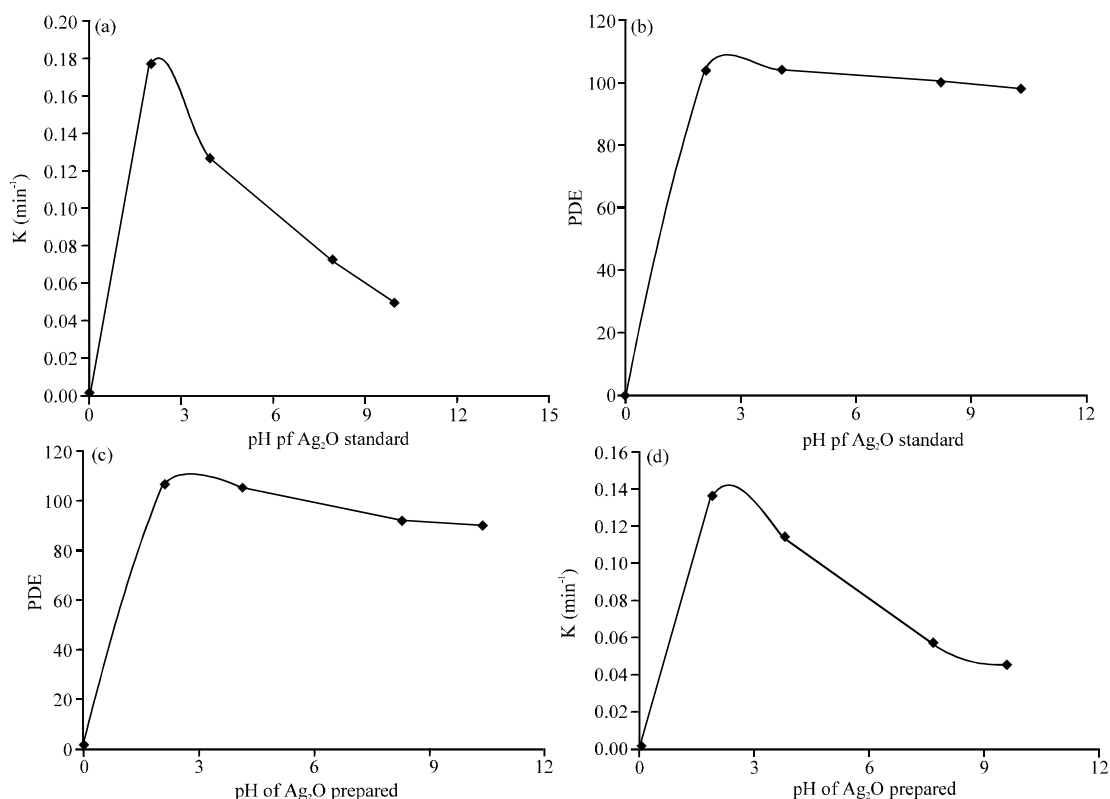 (a)
0.20
0.18
0.16
0.14
0.12
0.10
0.08
0.06
0.04
0.02
0.00
K (min⁻¹)
0 3 6 9 12 15
pH pf Ag₂O standard
(b)
120
100
80
60
40
20
0
PDE
0 3 6 9 12
pH pf Ag₂O standard
(c)
120
100
80
60
40
20
0
PDE
0 3 6 9 12
pH of Ag₂O prepared
(d)
0.16
0.14
0.12
0.10
0.08
0.06
0.04
0.02
0.00
K (min⁻¹)
0 3 6 9 12
pH of Ag₂O prepared